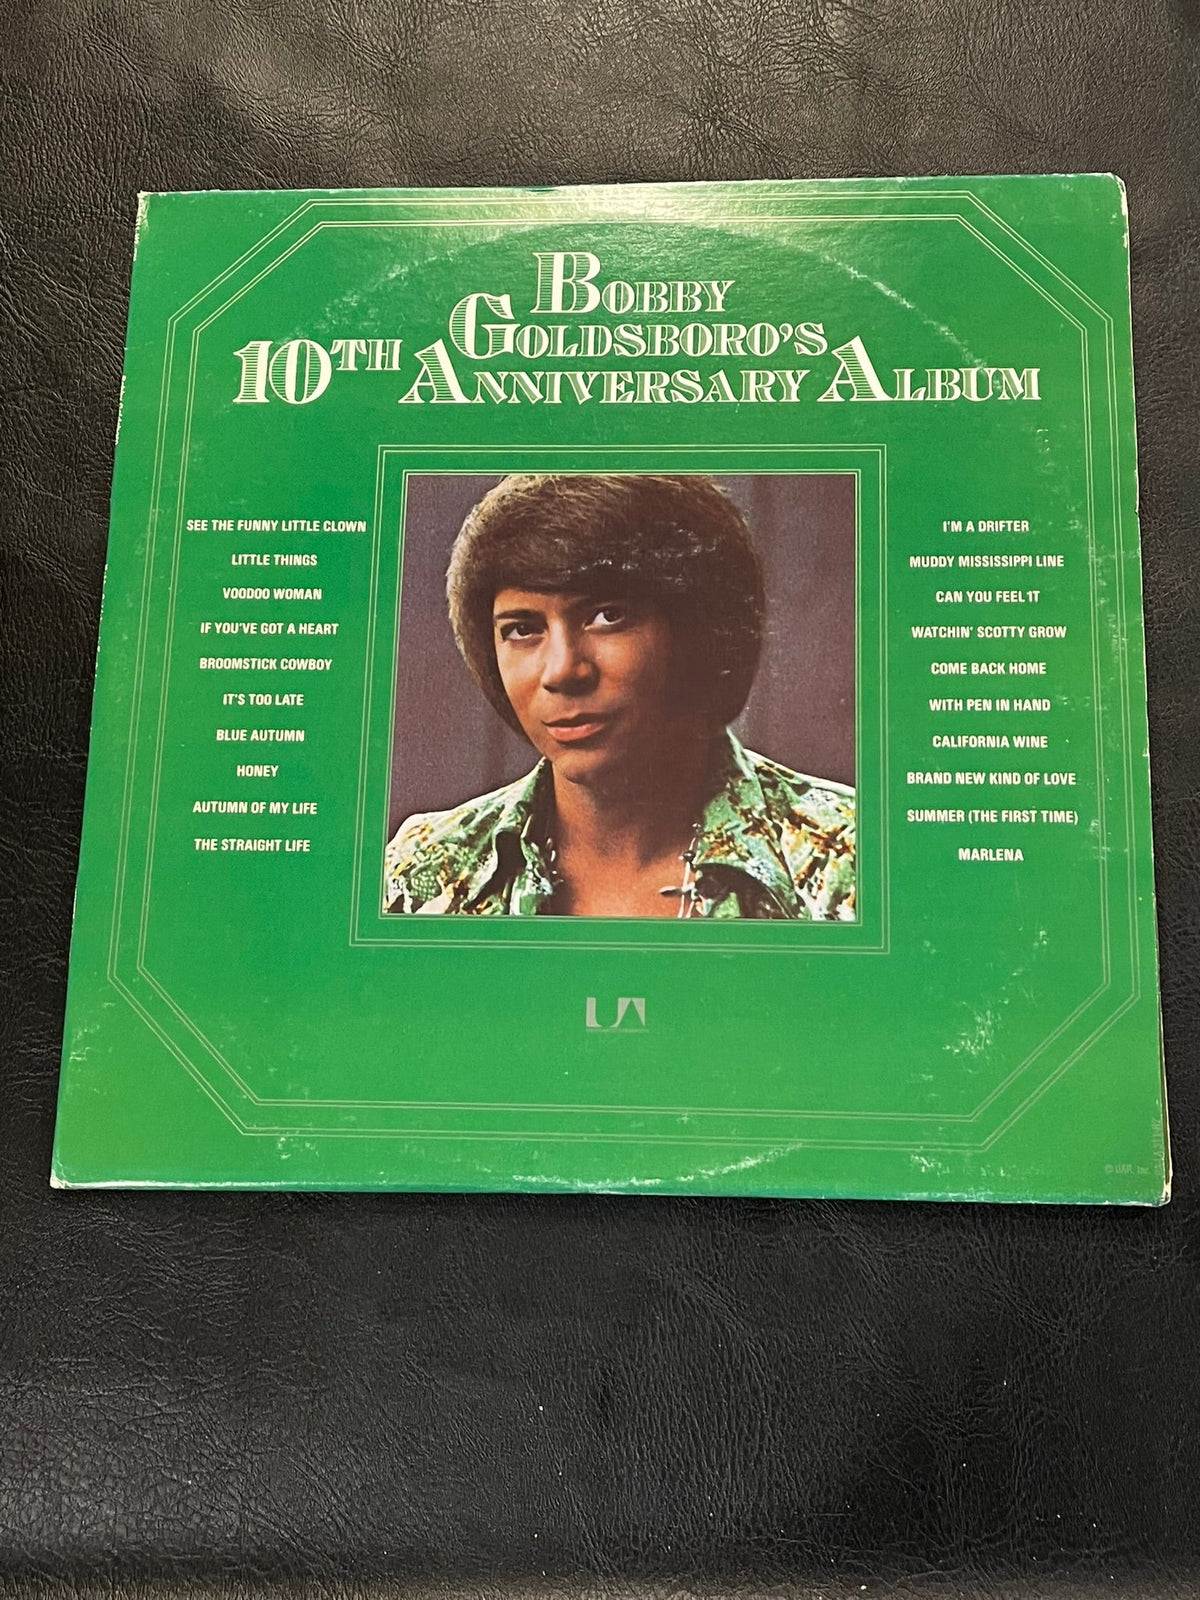 BOBBY
GOLDSBORO'S
10TH ANNIVERSARY ALBUM
SEE THE FUNNY LITTLE CLOWN
LITTLE THINGS
VOODOO WOMAN
IF YOU'VE GOT A HEART
BROOMSTICK COWBOY
IT'S TOO LATE
BLUE AUTUMN
HONEY
AUTUMN OF MY LIFE
THE STRAIGHT LIFE
I'M A DRIFTER
MUDDY MISSISSIPPI LINE
CAN YOU FEEL IT
WATCHIN' SCOTTY GROW
COME BACK HOME
WITH PEN IN HAND
CALIFORNIA WINE
BRAND NEW KIND OF LOVE
SUMMER (THE FIRST TIME)
MARLENA
UA
© UAR, Inc.